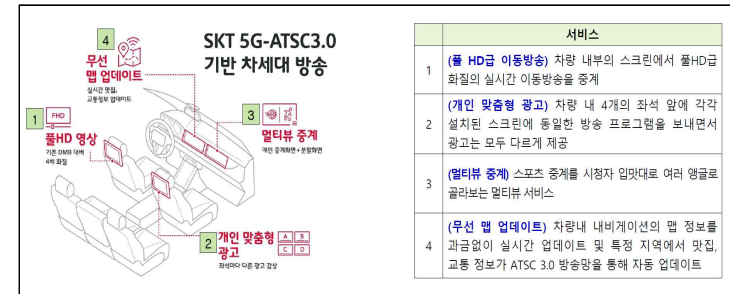 SKT 5G-ATSC3.0
기반 차세대 방송
4
무선
맵 업데이트
실시간 맛집,
교통정보 업데이트
1
FHD
풀HD 영상
기존 DMB 대비
4배 화질
3
멀티뷰 중계
메인 중계화면+분할화면
2
개인 맞춤형
광고
A B
C D
좌석마다 다른 광고 감상
서비스
1
(풀 HD급 이동방송) 차량 내부의 스크린에서 풀HD급
화질의 실시간 이동방송을 중계
2
(개인 맞춤형 광고) 차량 내 4개의 좌석 앞에 각각
설치된 스크린에 동일한 방송 프로그램을 보내면서
광고는 모두 다르게 제공
3
(멀티뷰 중계) 스포츠 중계를 시청자 입맛대로 여러 앵글로
골라보는 멀티뷰 서비스
4
(무선 맵 업데이트) 차량내 내비게이션의 맵 정보를
과금없이 실시간 업데이트 및 특정 지역에서 맛집,
교통 정보가 ATSC 3.0 방송망을 통해 자동 업데이트